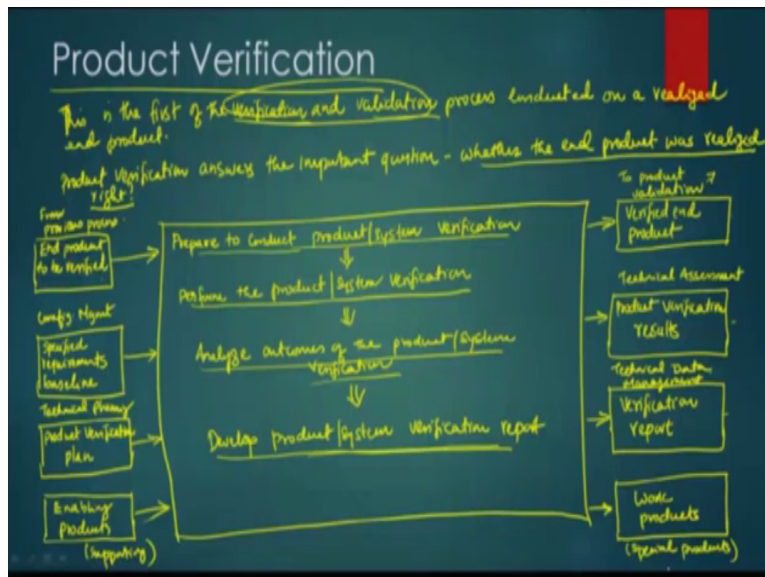 Product Verification
This is the first of the verification and validation process conducted on a realized
end product.
Product Verification answers the important question - whether the end product was realized
right?
From
previous process.
End product
to be verified
Config Mgmt
Specified
requirements
baseline
Technical Planning
Product Verification
plan
Enabling
Products
(supporting)
Prepare to conduct product/system verification
Perform the product/system verification
Analyze outcomes of the product/system
verification
Develop product/system verification report
To product
validation
Verified end
product
Technical Assessment
Product Verification
results
Technical Data
Management
Verification
report
Work
products
(special products)